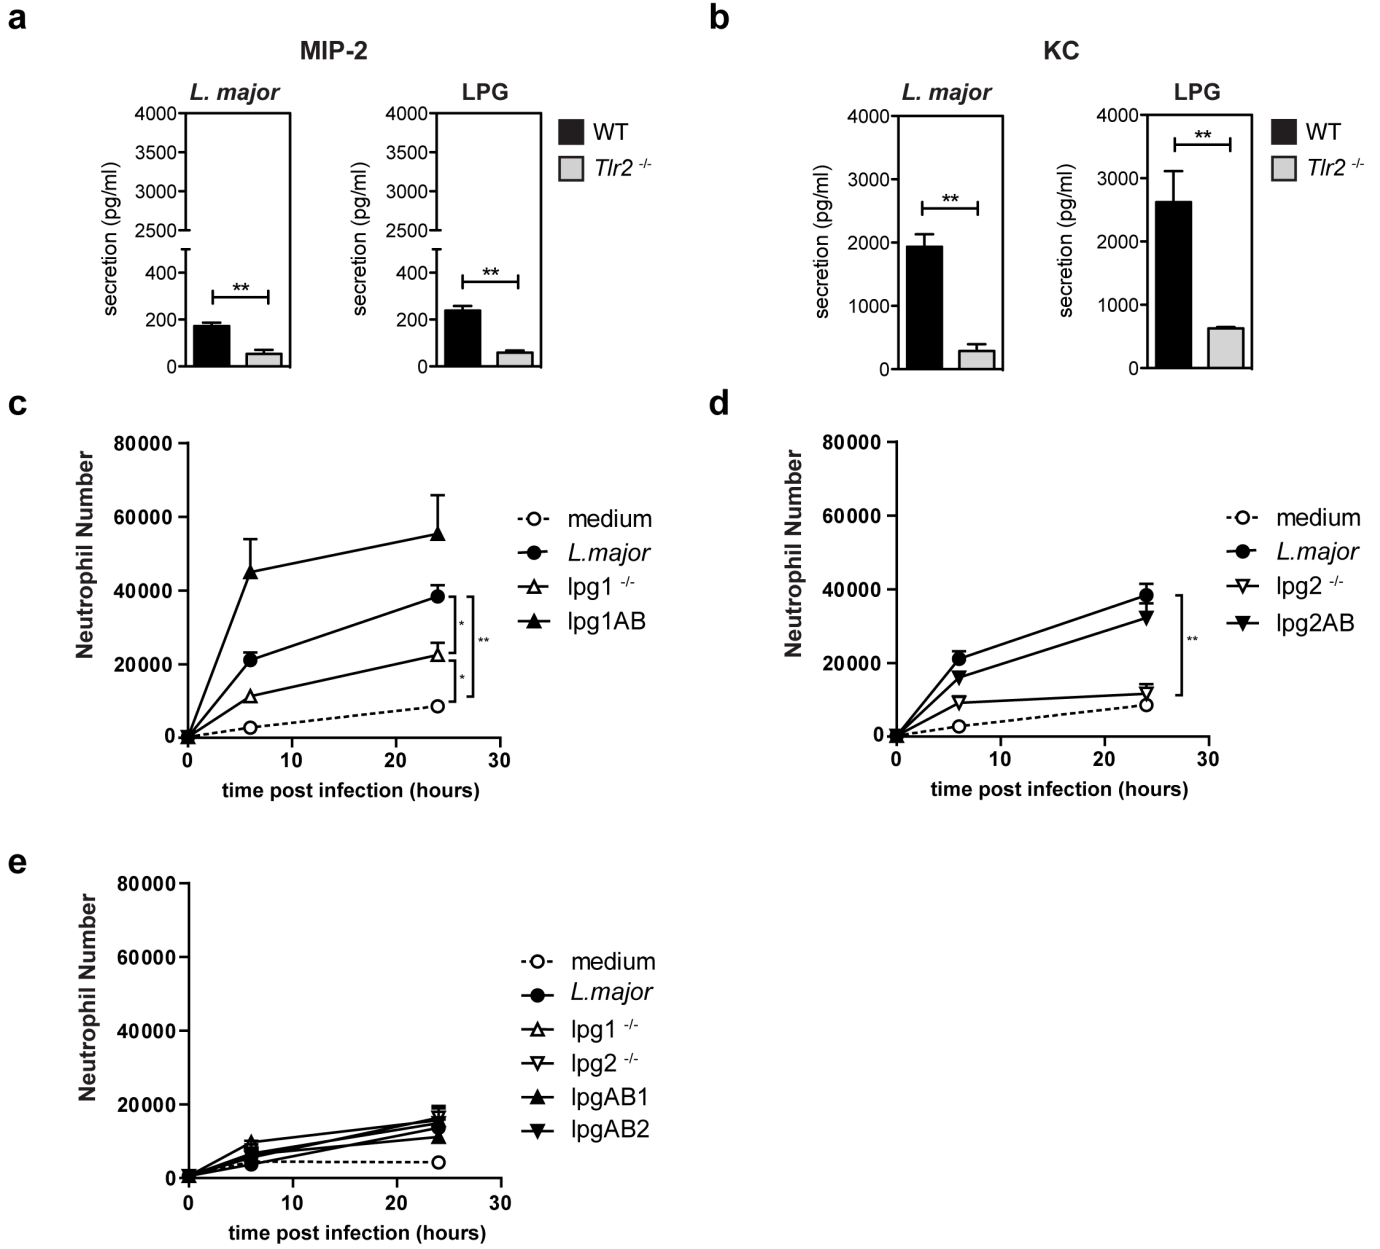 a
MIP-2
L. major
LPG
4000
3500
3000
2500
400
200
0
secretion (pg/ml)
**
4000
3500
3000
2500
400
200
0
secretion (pg/ml)
**
WT
Tlr2 -/-
b
KC
L. major
LPG
4000
3000
2000
1000
0
secretion (pg/ml)
**
4000
3000
2000
1000
0
secretion (pg/ml)
**
WT
Tlr2 -/-
c
80000
60000
40000
20000
0
Neutrophil Number
0 10 20 30
time post infection (hours)
*
*
**
medium
L.major
lpg1 -/-
lpg1AB
d
80000
60000
40000
20000
0
Neutrophil Number
0 10 20 30
time post infection (hours)
**
medium
L.major
lpg2 -/-
lpg2AB
e
80000
60000
40000
20000
0
Neutrophil Number
0 10 20 30
time post infection (hours)
medium
L.major
lpg1 -/-
lpg2 -/-
lpgAB1
lpgAB2